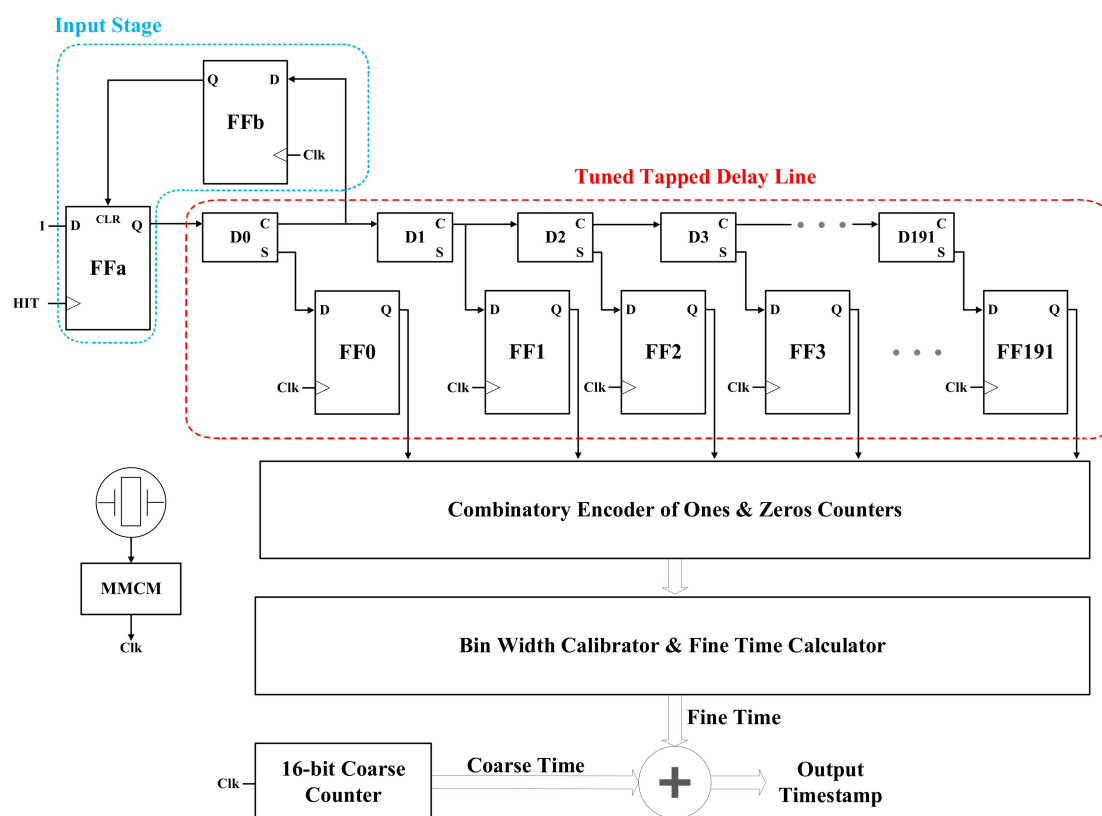 Input Stage
Q D
FFb
Clk
Tuned Tapped Delay Line
1 D CLR Q
FFa
HIT
D0 C S
D1 C S
D2 C S
D3 C S
D191 C S
D Q
FF0
Clk
D Q
FF1
Clk
D Q
FF2
Clk
D Q
FF3
Clk
D Q
FF191
Clk
Combinatory Encoder of Ones & Zeros Counters
MMCM
Clk
Bin Width Calibrator & Fine Time Calculator
Fine Time
Clk
16-bit Coarse
Counter
Coarse Time
+
Output
Timestamp